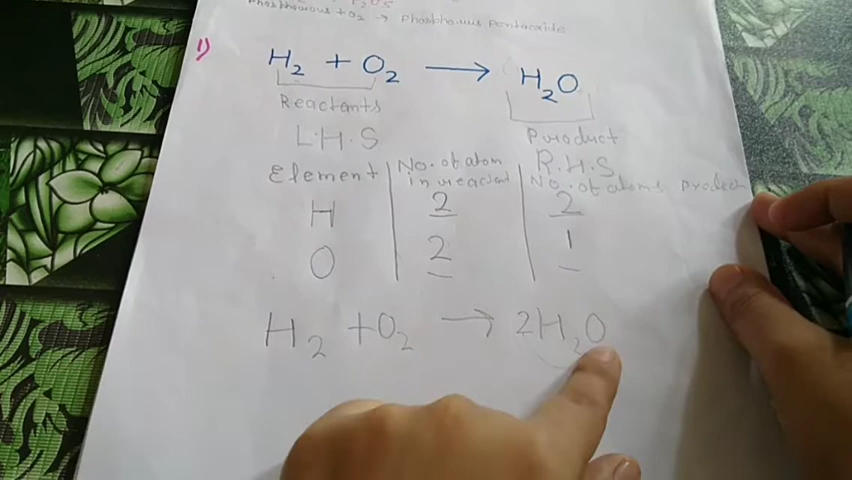 Phosphorous + O2 → Phosphorus Pentaoxide
1) H2 + O2 → H2O
Reactants Product
L.H.S R.H.S
Element No. of atom in reactant No. of atoms product
H 2 2
O 2 1
H2 + O2 → 2H2O